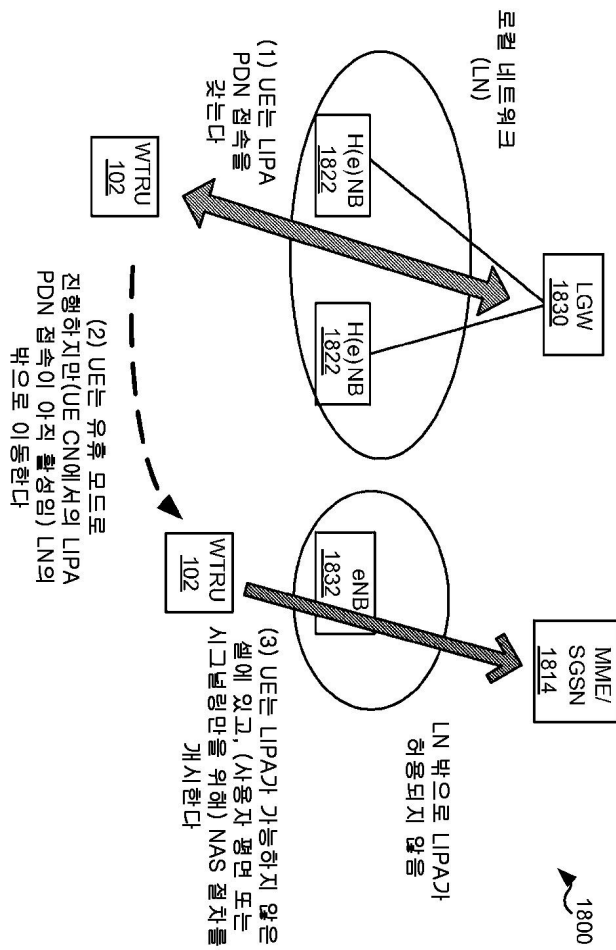 1800
로컬 네트워크
(LN)
LGW
1830
MME/
SGSN
1814
H(e)NB
1822
H(e)NB
1822
eNB
1832
LN 밖으로 LIPA가
허용되지 않음
(1) UE는 LIPA
PDN 접속을
갖는다
WTRU
102
WTRU
102
(2) UE는 유휴 모드로
진행하지만(UE CN에서의 LIPA
PDN 접속이 아직 활성임) LN의
밖으로 이동한다
(3) UE는 LIPA가 가능하지 않은
셀에 있고, (사용자 평면 또는
시그널링만을 위해) NAS 절차를
개시한다